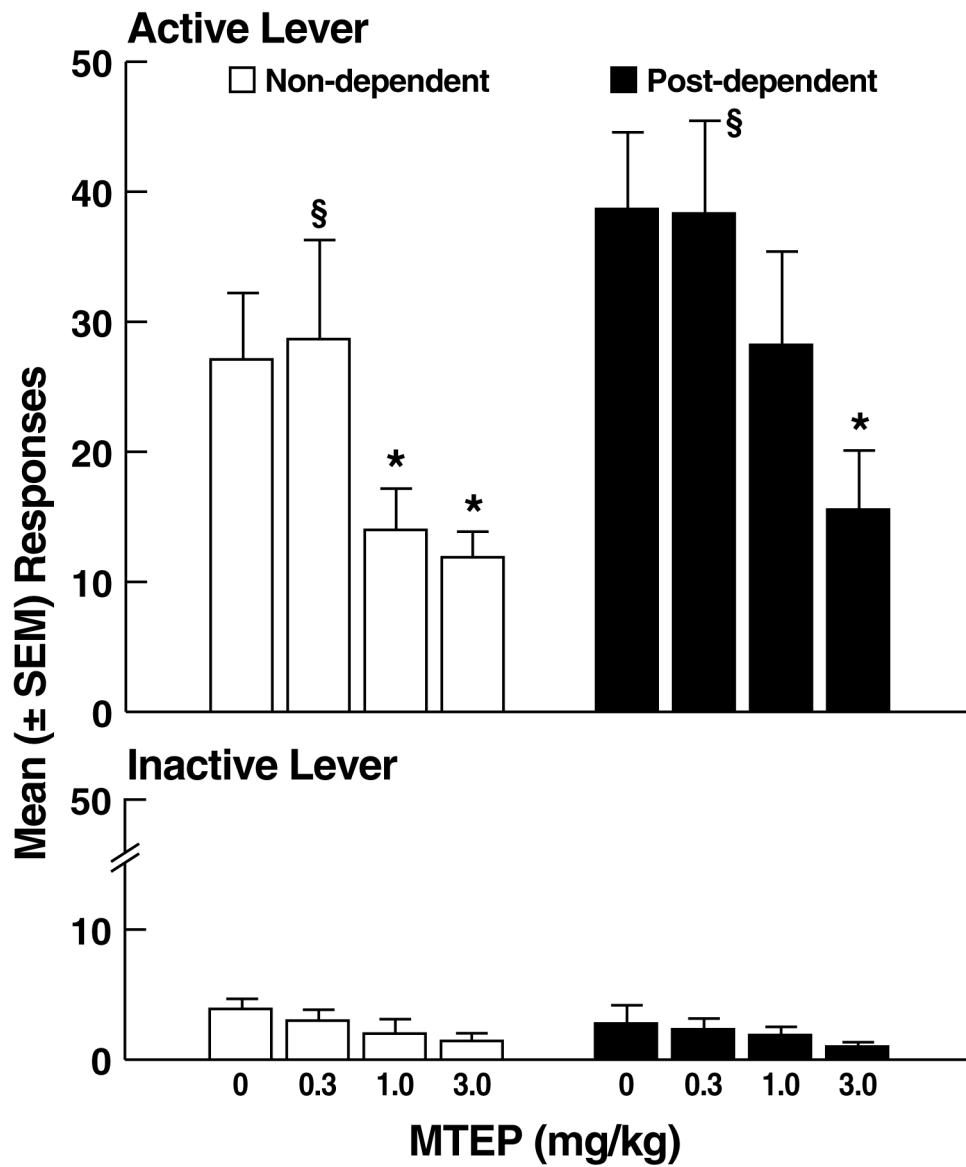 Active Lever
50
Non-dependent
Post-dependent
§
§
40
30
*
*
*
20
10
0
Mean (± SEM) Responses
Inactive Lever
50
10
0
0 0.3 1.0 3.0 0 0.3 1.0 3.0
MTEP (mg/kg)